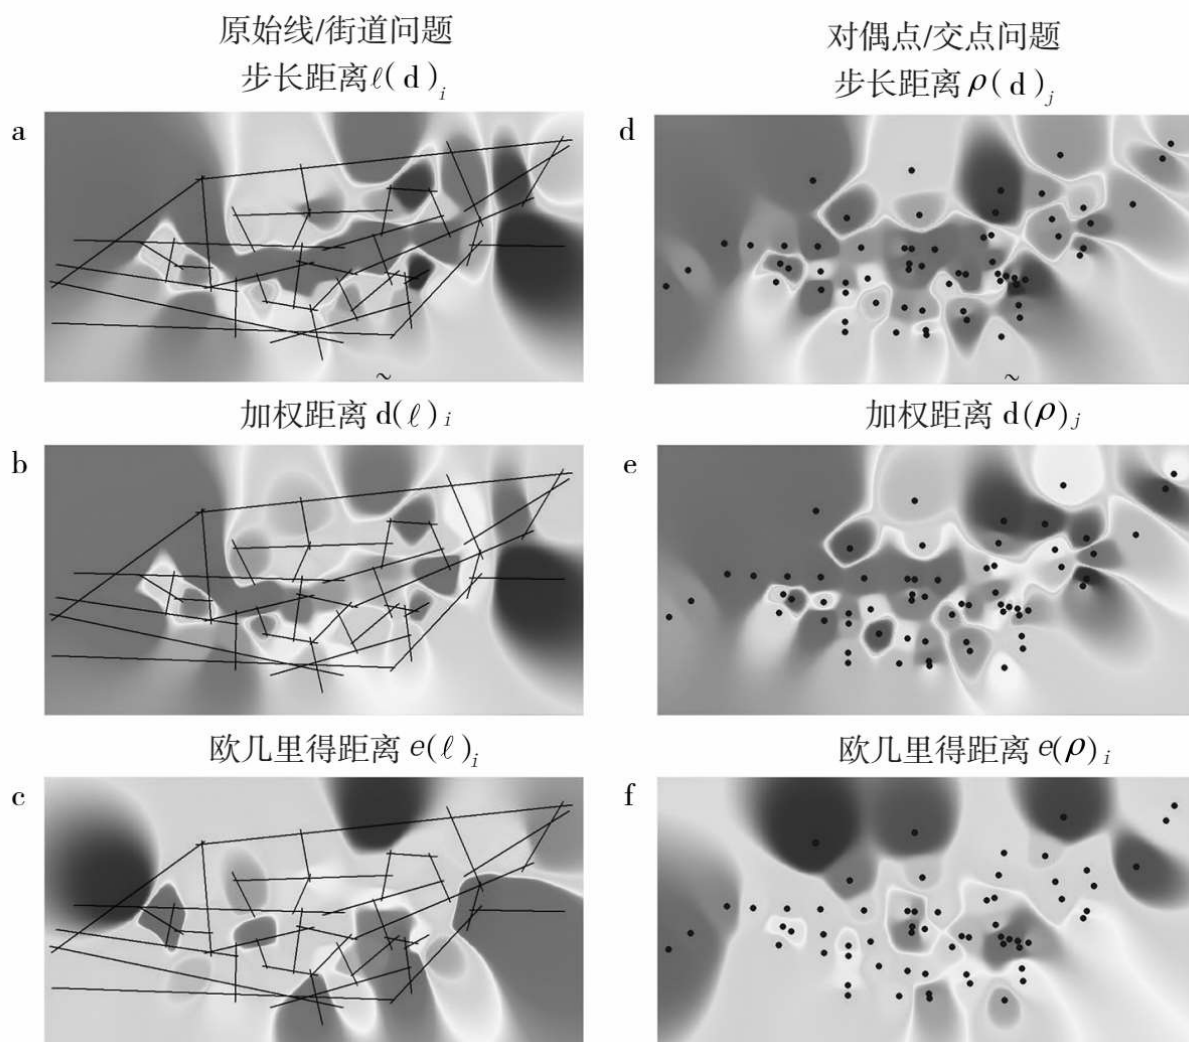 原始线/街道问题
步长距离 ℓ(d)i
对偶点/交点问题
步长距离 ρ(d)j
a
d
~
~
加权距离 d(ℓ)i
加权距离 d(ρ)j
b
e
欧几里得距离 e(ℓ)i
欧几里得距离 e(ρ)i
c
f